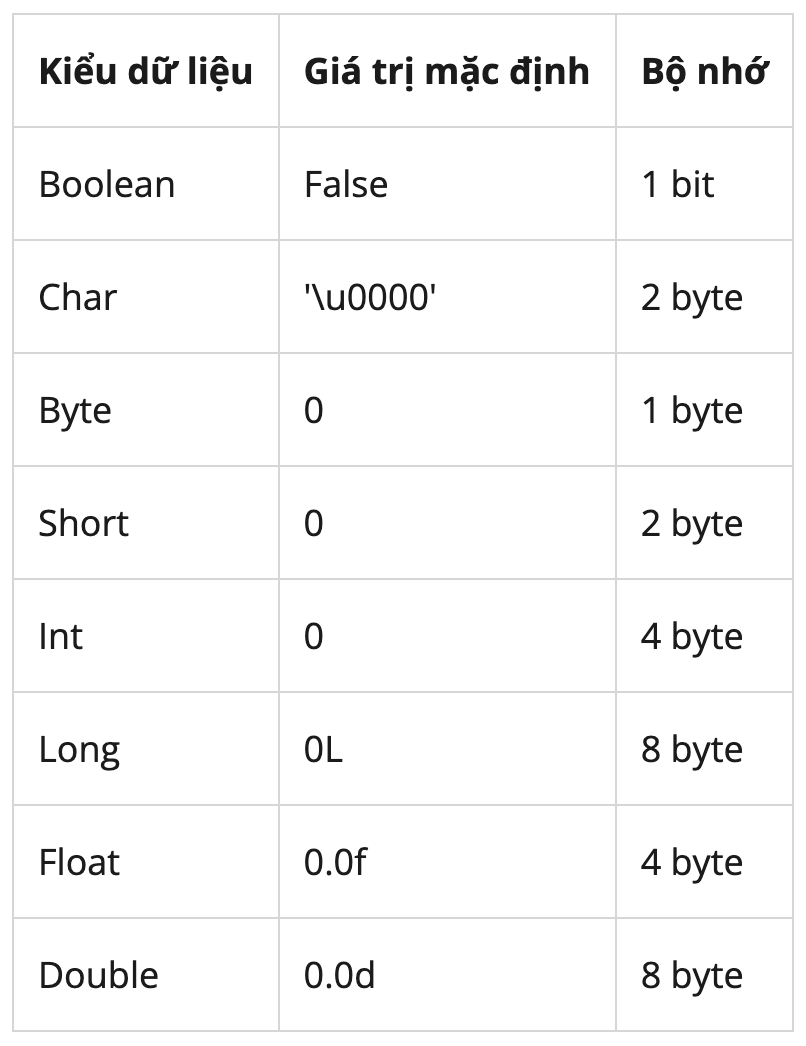 Kiểu dữ liệu Giá trị mặc định Bộ nhớ
Boolean False 1 bit
Char '\u0000' 2 byte
Byte 0 1 byte
Short 0 2 byte
Int 0 4 byte
Long 0L 8 byte
Float 0.0f 4 byte
Double 0.0d 8 byte